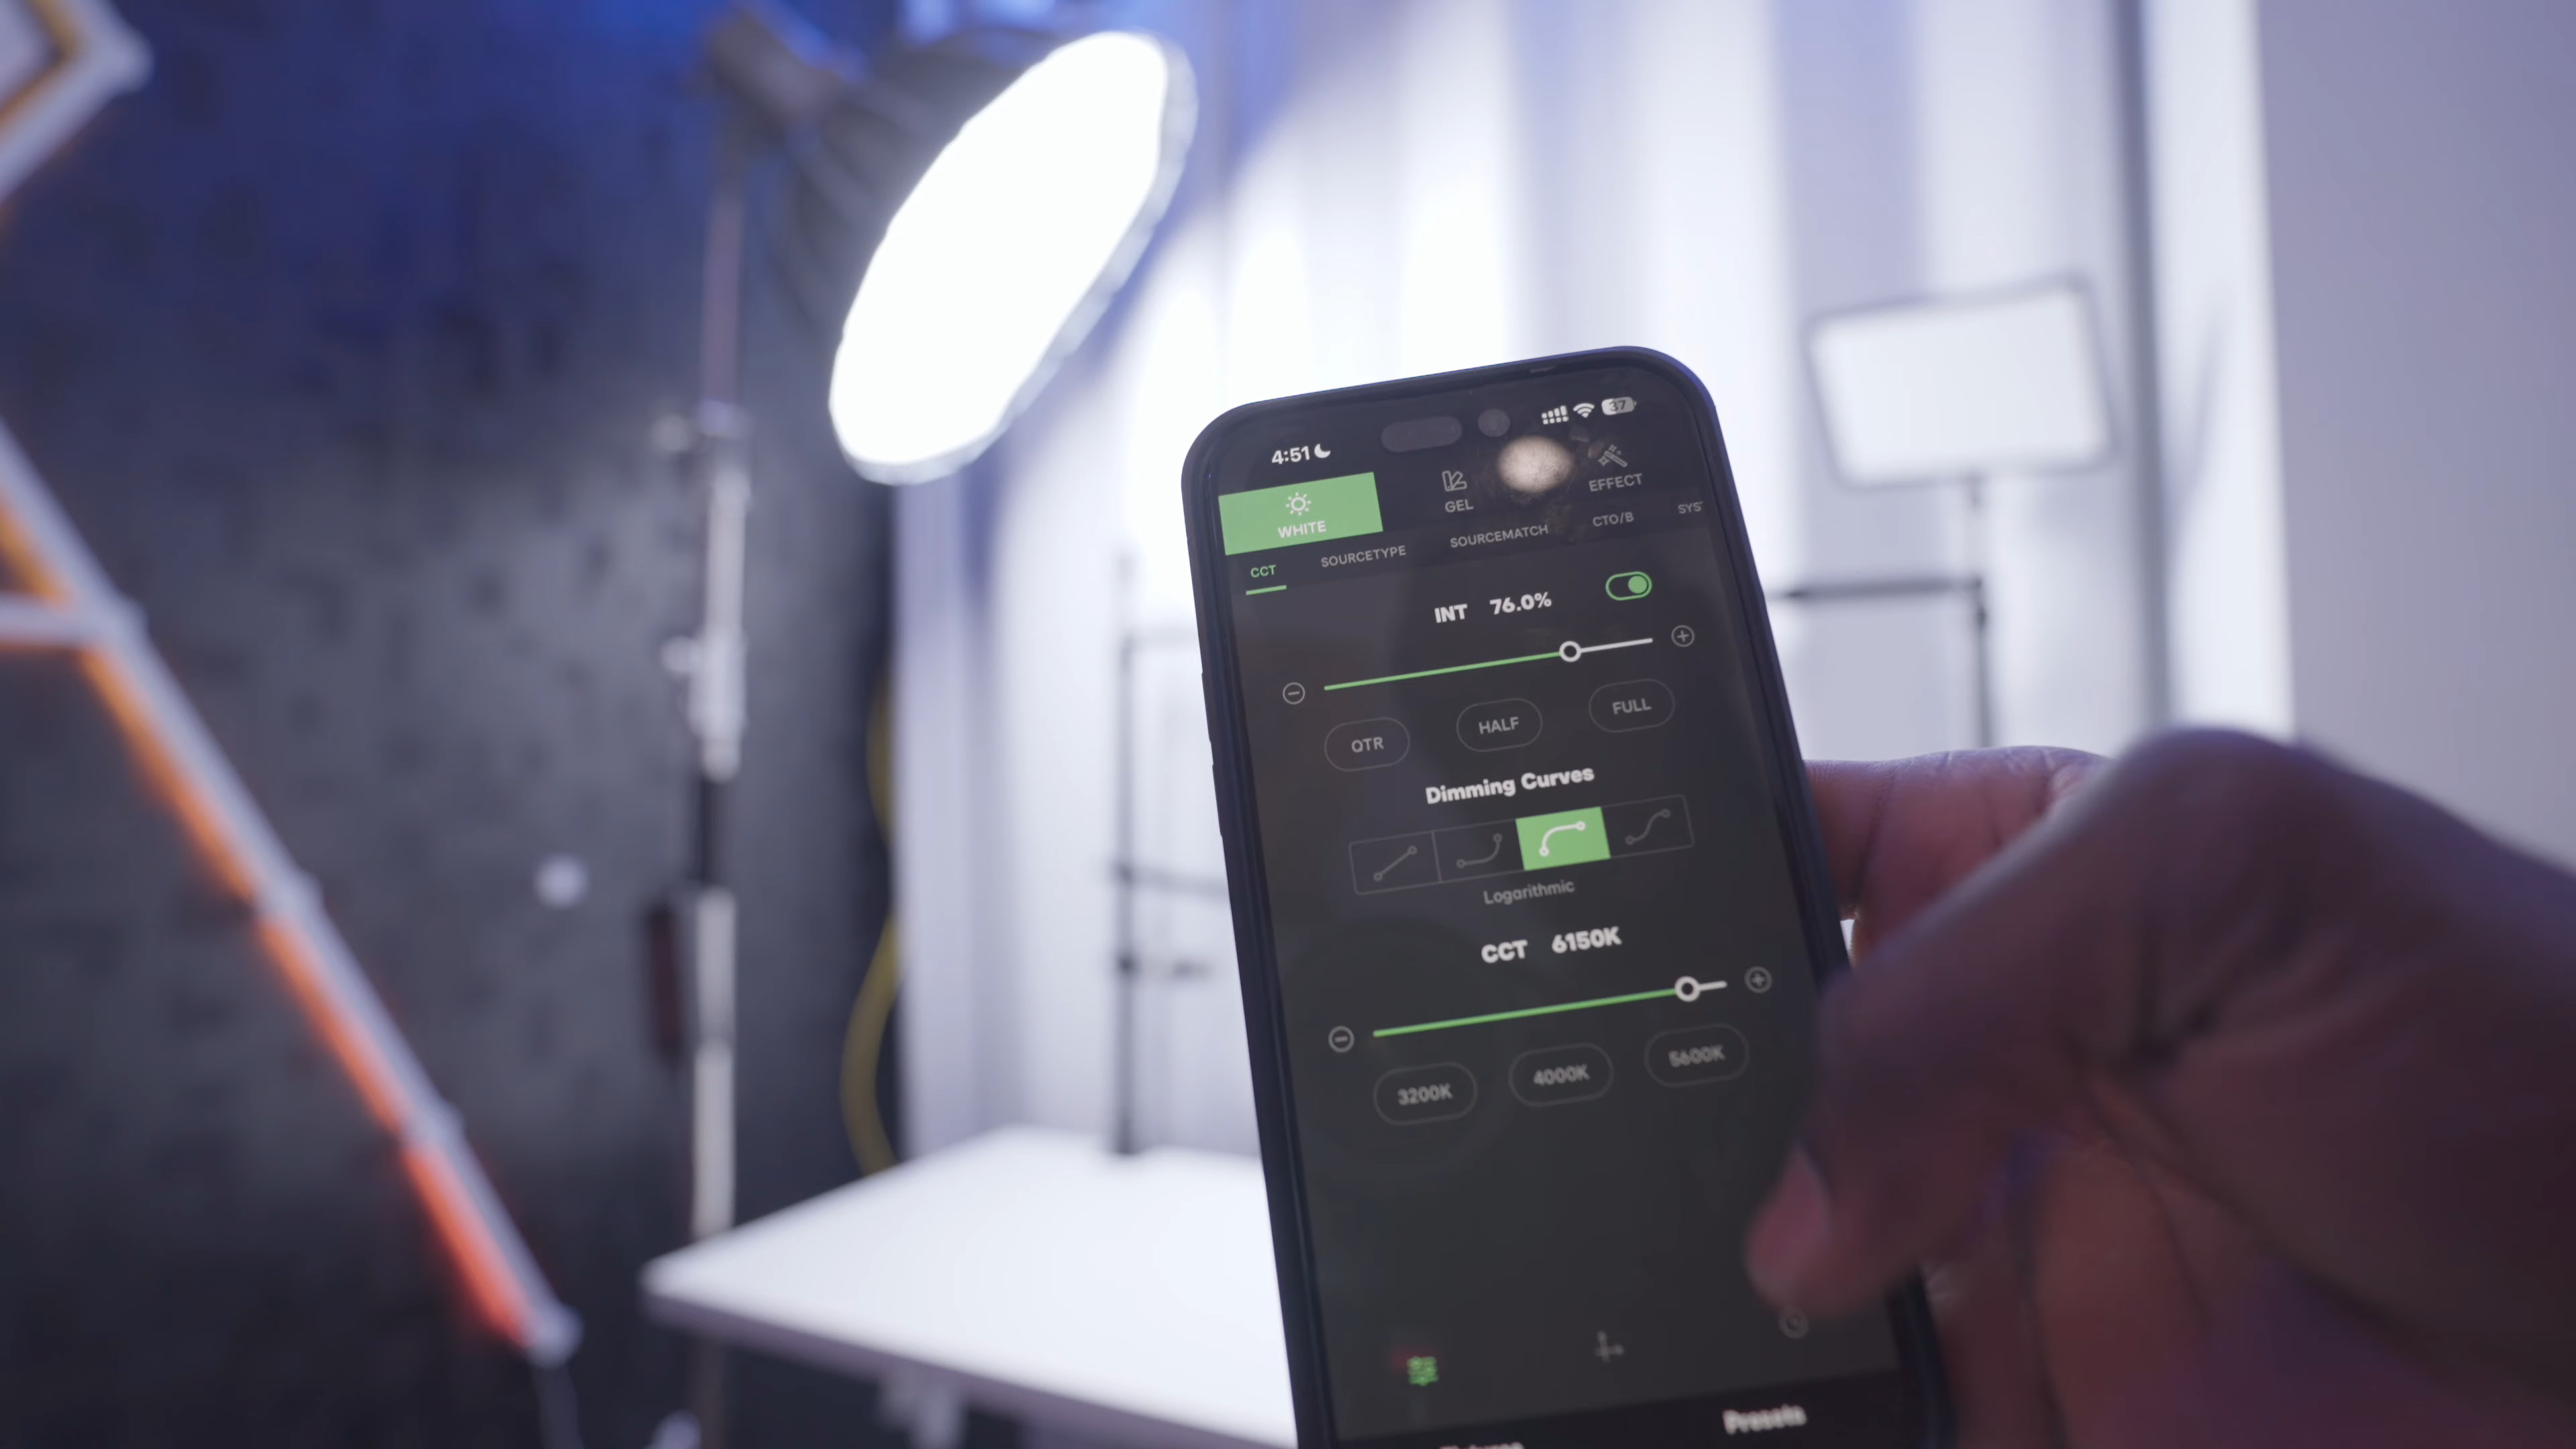 4:51
37
WHITE
GEL
EFFECT
CCT
SOURCETYPE
SOURCEMATCH
CTO/B
SYS
INT 76.0%
QTR
HALF
FULL
Dimming Curves
Logarithmic
CCT 6150K
3200K
4000K
5600K
Presets